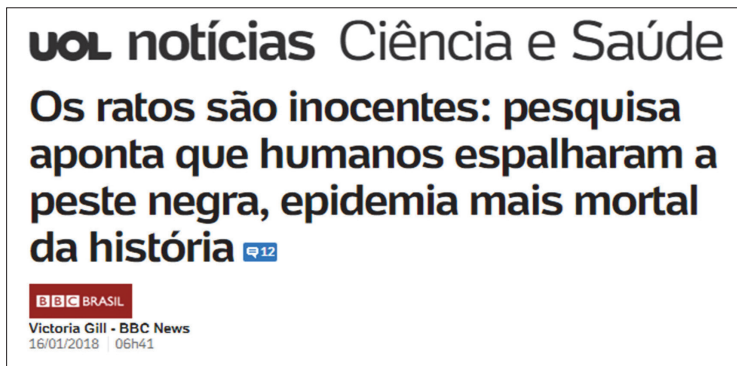 UOL notícias Ciência e Saúde
Os ratos são inocentes: pesquisa
aponta que humanos espalharam a
peste negra, epidemia mais mortal
da história 12
BBC BRASIL
Victoria Gill - BBC News
16/01/2018 | 06h41